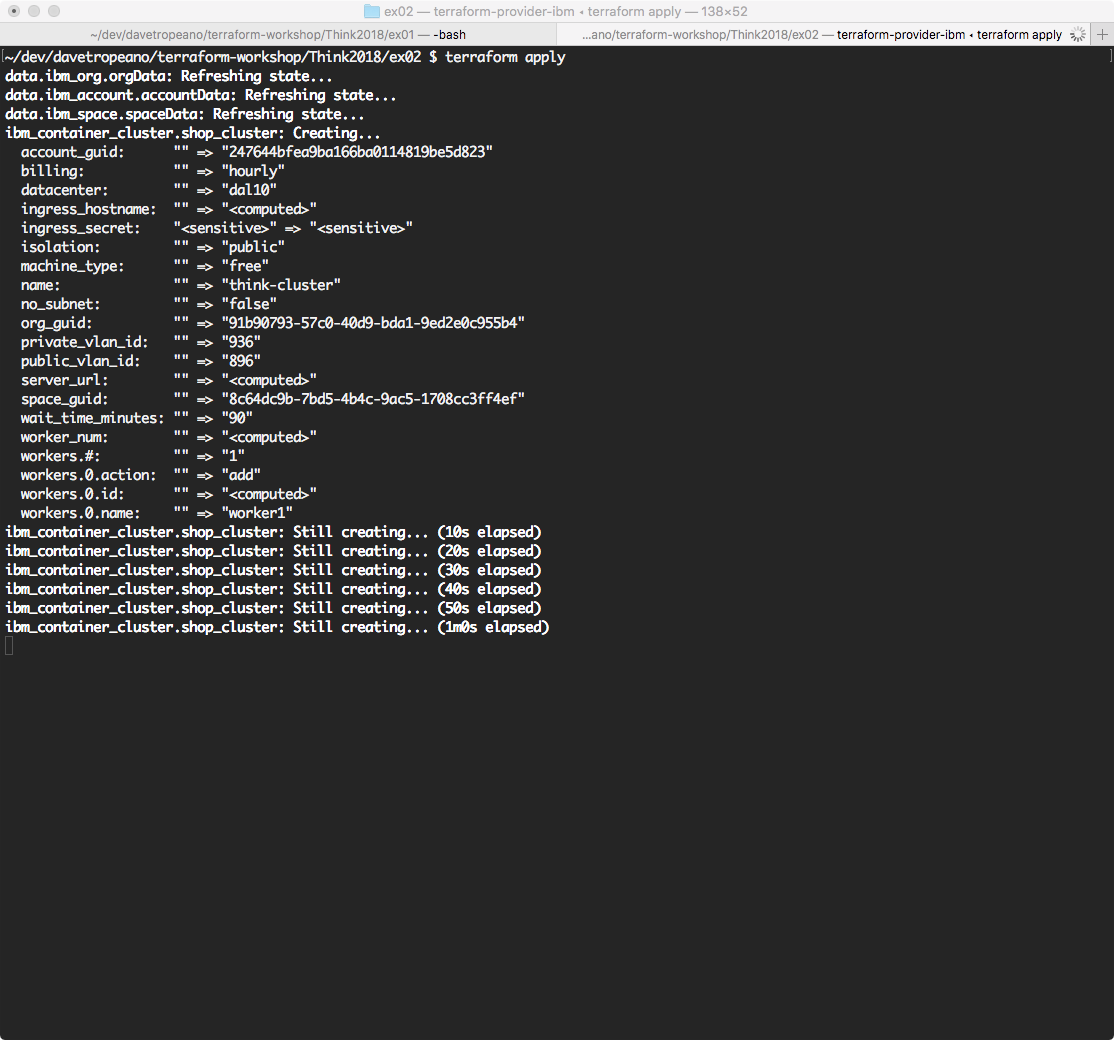 ex02 — terraform-provider-ibm ◂ terraform apply — 138×52
~/dev/davetropeano/terraform-workshop/Think2018/ex01 — -bash
...ano/terraform-workshop/Think2018/ex02 — terraform-provider-ibm ◂ terraform apply
[~/dev/davetropeano/terraform-workshop/Think2018/ex02 $ terraform apply ]
data.ibm_org.orgData: Refreshing state...
data.ibm_account.accountData: Refreshing state...
data.ibm_space.spaceData: Refreshing state...
ibm_container_cluster.shop_cluster: Creating...
  account_guid:      "" => "247644bfea9ba166ba0114819be5d823"
  billing:           "" => "hourly"
  datacenter:        "" => "dal10"
  ingress_hostname:  "" => "<computed>"
  ingress_secret:    "<sensitive>" => "<sensitive>"
  isolation:         "" => "public"
  machine_type:      "" => "free"
  name:              "" => "think-cluster"
  no_subnet:         "" => "false"
  org_guid:          "" => "91b90793-57c0-40d9-bda1-9ed2e0c955b4"
  private_vlan_id:   "" => "936"
  public_vlan_id:    "" => "896"
  server_url:        "" => "<computed>"
  space_guid:        "" => "8c64dc9b-7bd5-4b4c-9ac5-1708cc3ff4ef"
  wait_time_minutes: "" => "90"
  worker_num:        "" => "<computed>"
  workers.#:         "" => "1"
  workers.0.action:  "" => "add"
  workers.0.id:      "" => "<computed>"
  workers.0.name:    "" => "worker1"
ibm_container_cluster.shop_cluster: Still creating... (10s elapsed)
ibm_container_cluster.shop_cluster: Still creating... (20s elapsed)
ibm_container_cluster.shop_cluster: Still creating... (30s elapsed)
ibm_container_cluster.shop_cluster: Still creating... (40s elapsed)
ibm_container_cluster.shop_cluster: Still creating... (50s elapsed)
ibm_container_cluster.shop_cluster: Still creating... (1m0s elapsed)